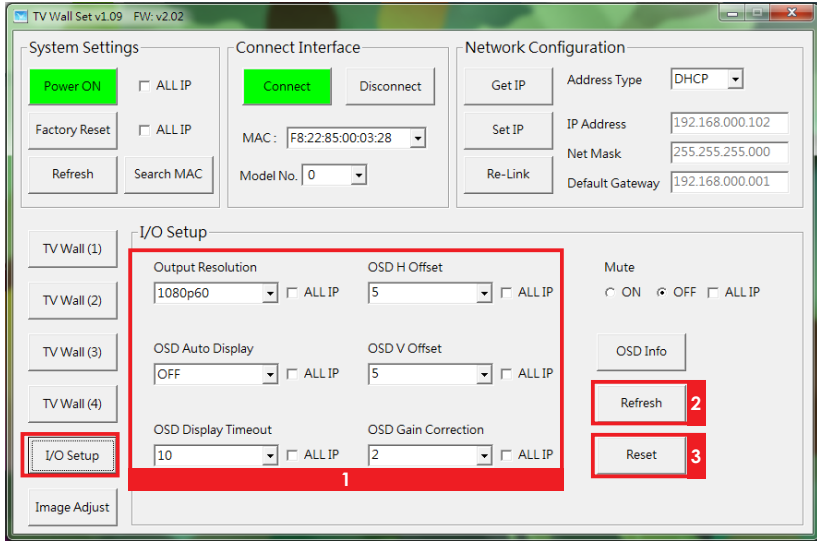 TV Wall Set v1.09 FW: v2.02
System Settings
Power ON
ALL IP
Factory Reset
ALL IP
Refresh
Search MAC
Connect Interface
Connect
Disconnect
MAC : F8:22:85:00:03:28
Model No. 0
Network Configuration
Get IP
Address Type DHCP
Set IP
IP Address 192.168.000.102
Net Mask 255.255.255.000
Re-Link
Default Gateway 192.168.000.001
TV Wall (1)
TV Wall (2)
TV Wall (3)
TV Wall (4)
I/O Setup
Image Adjust
I/O Setup
Output Resolution
1080p60 ALL IP
OSD H Offset
5 ALL IP
OSD Auto Display
OFF ALL IP
OSD V Offset
5 ALL IP
OSD Display Timeout
10 ALL IP
OSD Gain Correction
2 ALL IP
1
Mute
ON OFF ALL IP
OSD Info
Refresh 2
Reset 3